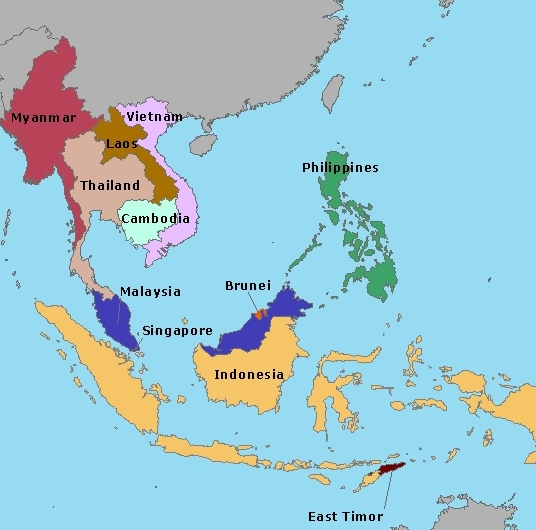 Myanmar
Vietnam
Laos
Philippines
Thailand
Cambodia
Brunei
Malaysia
Singapore
Indonesia
East Timor